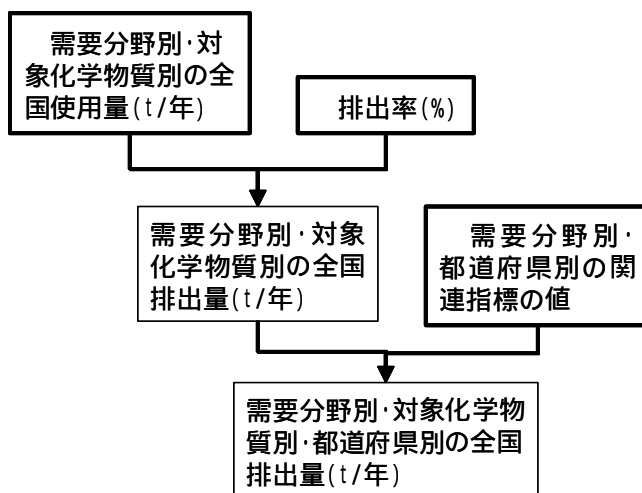 需要分野別·対
象化学物質別の全
国使用量(t/年)
排出率(%)
需要分野別·対象
化学物質別の全国
排出量(t/年)
需要分野別·
都道府県別の関
連指標の値
需要分野別·対象化学物
質別·都道府県別の全国
排出量(t/年)